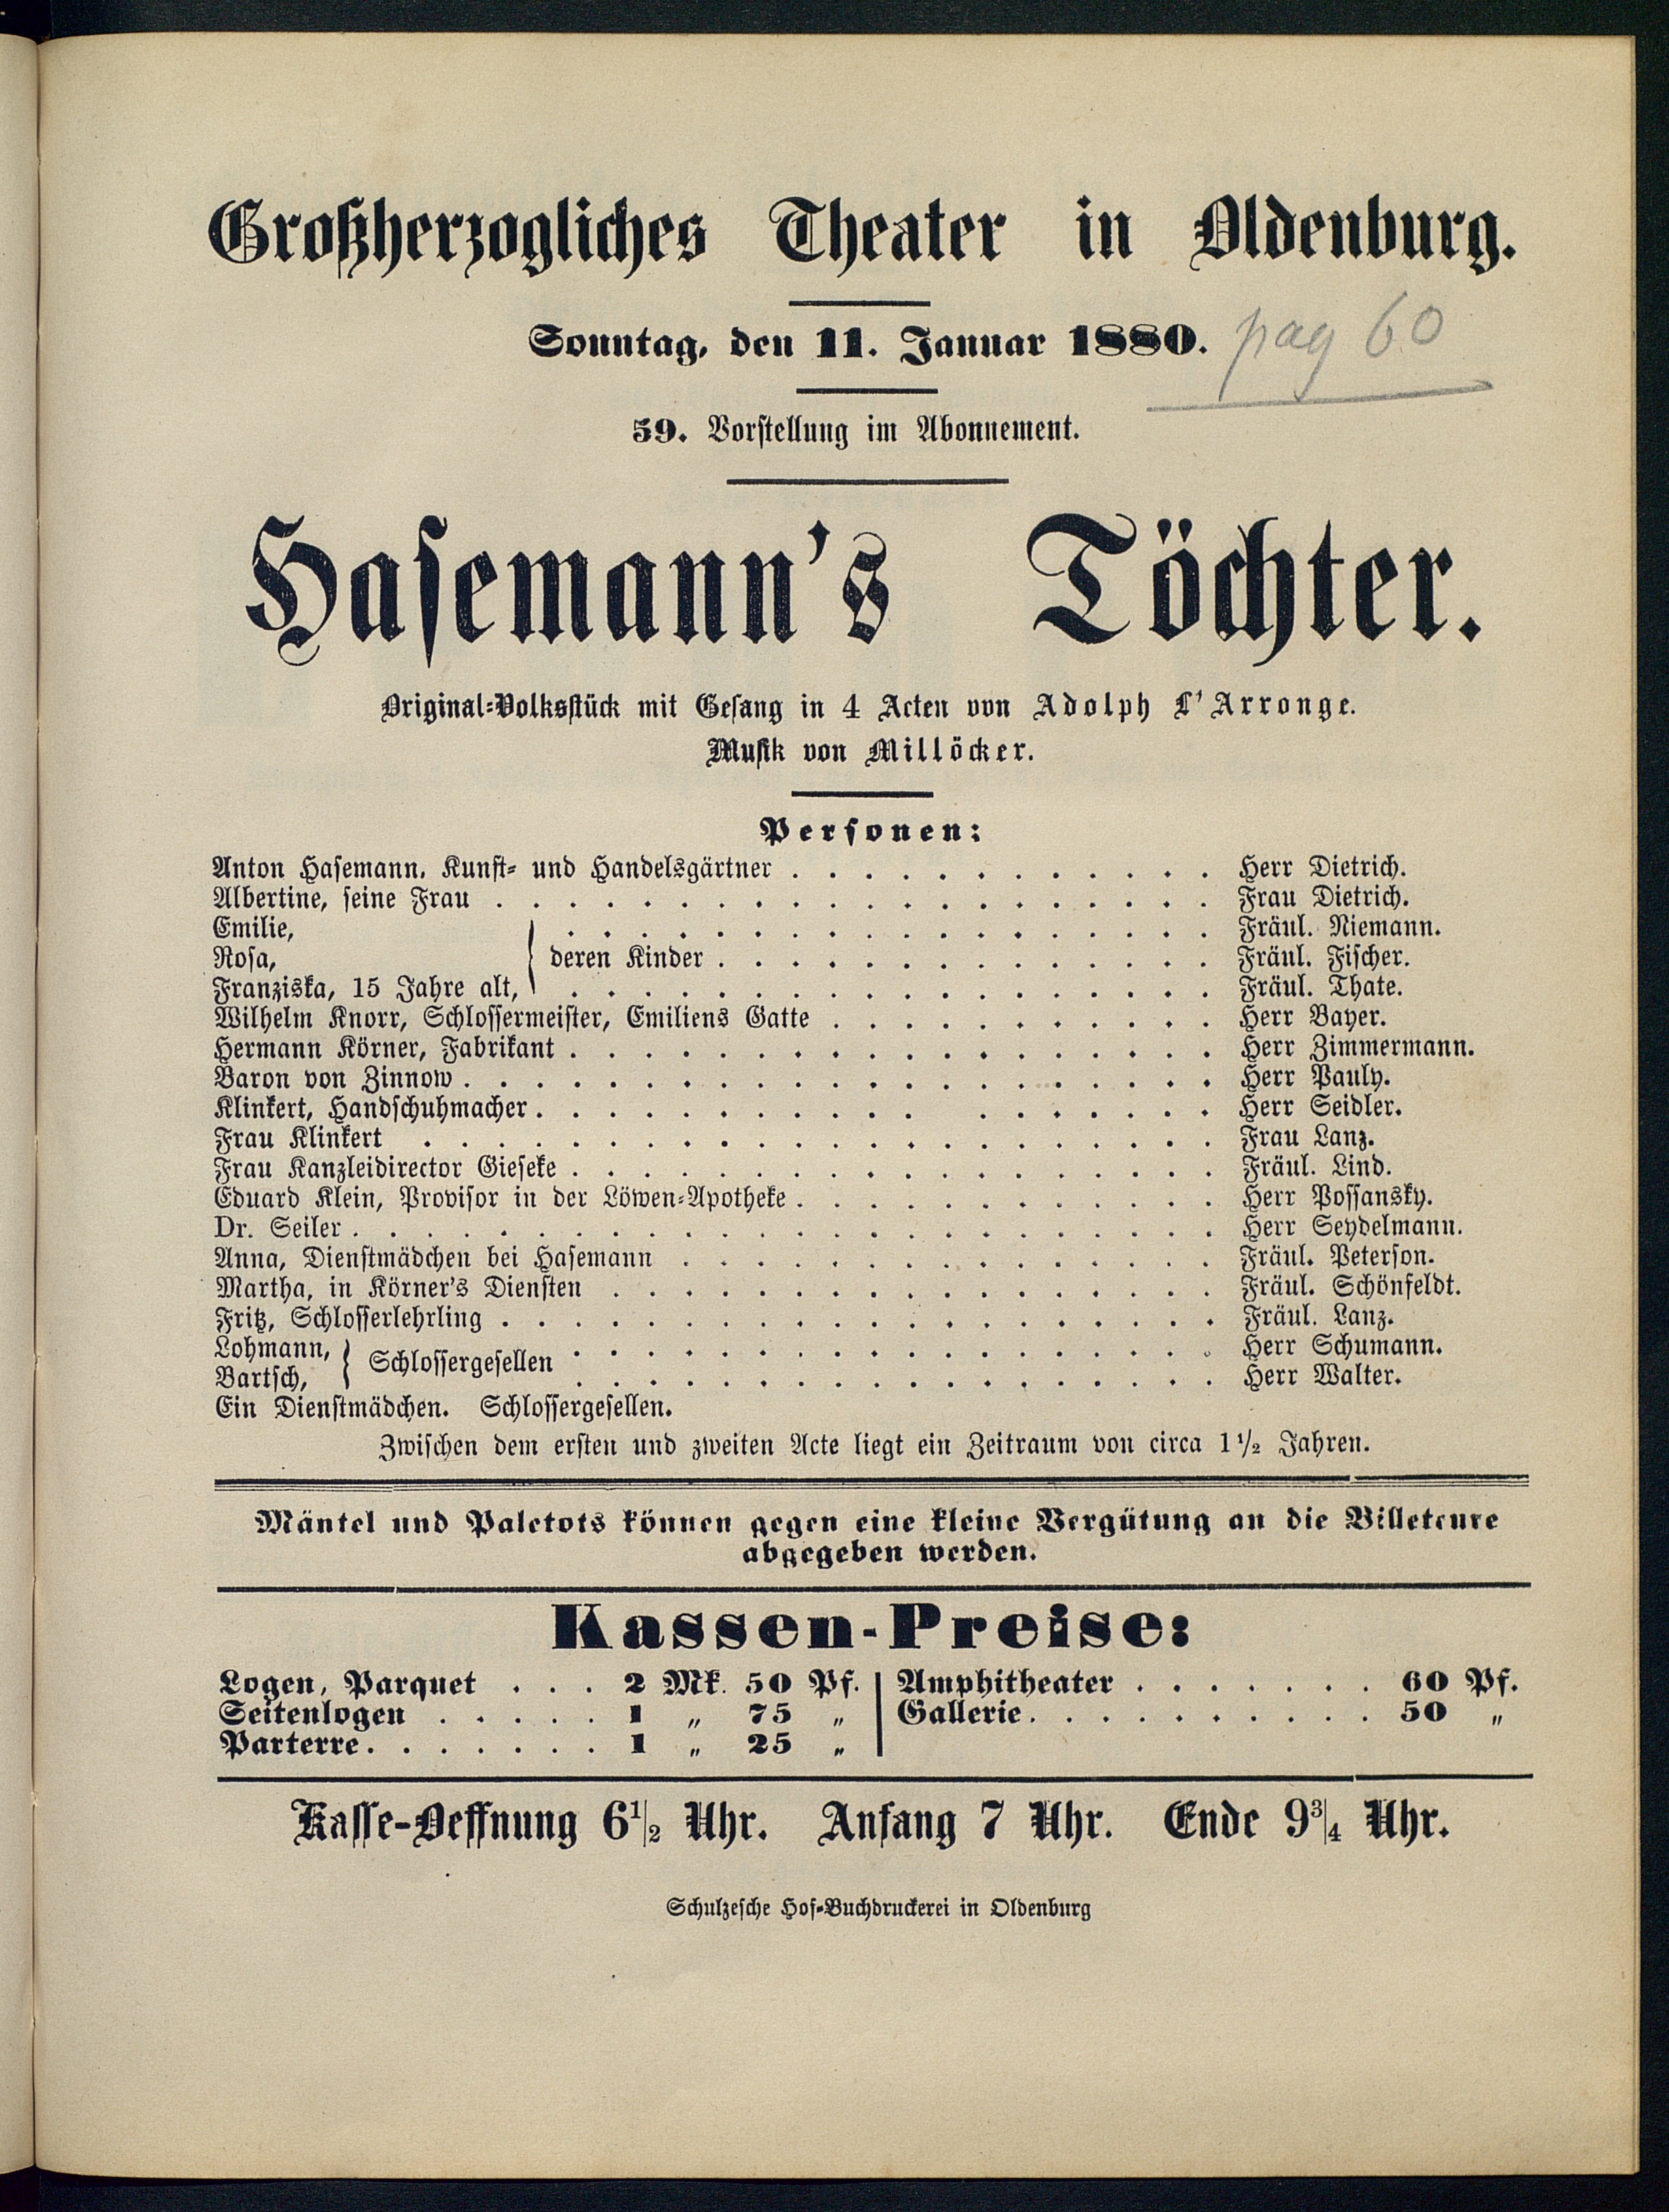 Großherzogliches Theater in Oldenburg.
Sonntag, den 11. Januar 1880.
pag 60
59. Vorstellung im Abonnement.
Hasemann's Töchter.
Original-Volksstück mit Gesang in 4 Acten von Adolph L'Arronge.
Musik von Millöcker.
Personen:
Anton Hasemann, Kunst- und Handelsgärtner . . . . . . . . . . . . Herr Dietrich.
Albertine, seine Frau . . . . . . . . . . . . . . . . . . . . Frau Dietrich.
Emilie, . . . . . . . . . . . . . . . . . . Fräul. Niemann.
Rosa, } deren Kinder . . . . . . . . . . . . . . Fräul. Fischer.
Franziska, 15 Jahre alt, . . . . . . . . . . . . . . . . . . Fräul. Thate.
Wilhelm Knorr, Schlossermeister, Emiliens Gatte . . . . . . . . . . . Herr Bayer.
Hermann Körner, Fabrikant . . . . . . . . . . . . . . . . . . Herr Zimmermann.
Baron von Zinnow . . . . . . . . . . . . . . . . . . . . . Herr Pauly.
Klinkert, Handschuhmacher . . . . . . . . . . . . . . . . . . Herr Seidler.
Frau Klinkert . . . . . . . . . . . . . . . . . . . . . . Frau Lanz.
Frau Kanzleidirector Gieseke . . . . . . . . . . . . . . . . . . Fräul. Lind.
Eduard Klein, Provisor in der Löwen-Apotheke . . . . . . . . . . . . Herr Possansky.
Dr. Seiler . . . . . . . . . . . . . . . . . . . . . . . . Herr Seydelmann.
Anna, Dienstmädchen bei Hasemann . . . . . . . . . . . . . . . Fräul. Peterson.
Martha, in Körner's Diensten . . . . . . . . . . . . . . . . . Fräul. Schönfeldt.
Fritz, Schlosserlehrling . . . . . . . . . . . . . . . . . . . . Fräul. Lanz.
Lohmann, . . . . . . . . . . . . . . . . . . Herr Schumann.
} Schlossergesellen
Bartsch, . . . . . . . . . . . . . . . . . . Herr Walter.
Ein Dienstmädchen. Schlossergesellen.
Zwischen dem ersten und zweiten Acte liegt ein Zeitraum von circa 1 1/2 Jahren.
Mäntel und Paletots können gegen eine kleine Vergütung an die Billeteure
abgegeben werden.
Kassen-Preise:
Logen, Parquet . . . 2 Mk. 50 Pf. | Amphitheater . . . . . . . 60 Pf.
Seitenlogen . . . . . 1 „ 75 „ | Gallerie . . . . . . . . . . 50 „
Parterre . . . . . . . 1 „ 25 „
Kasse-Oeffnung 6 1/2 Uhr. Anfang 7 Uhr. Ende 9 3/4 Uhr.
Schulzesche Hof-Buchdruckerei in Oldenburg